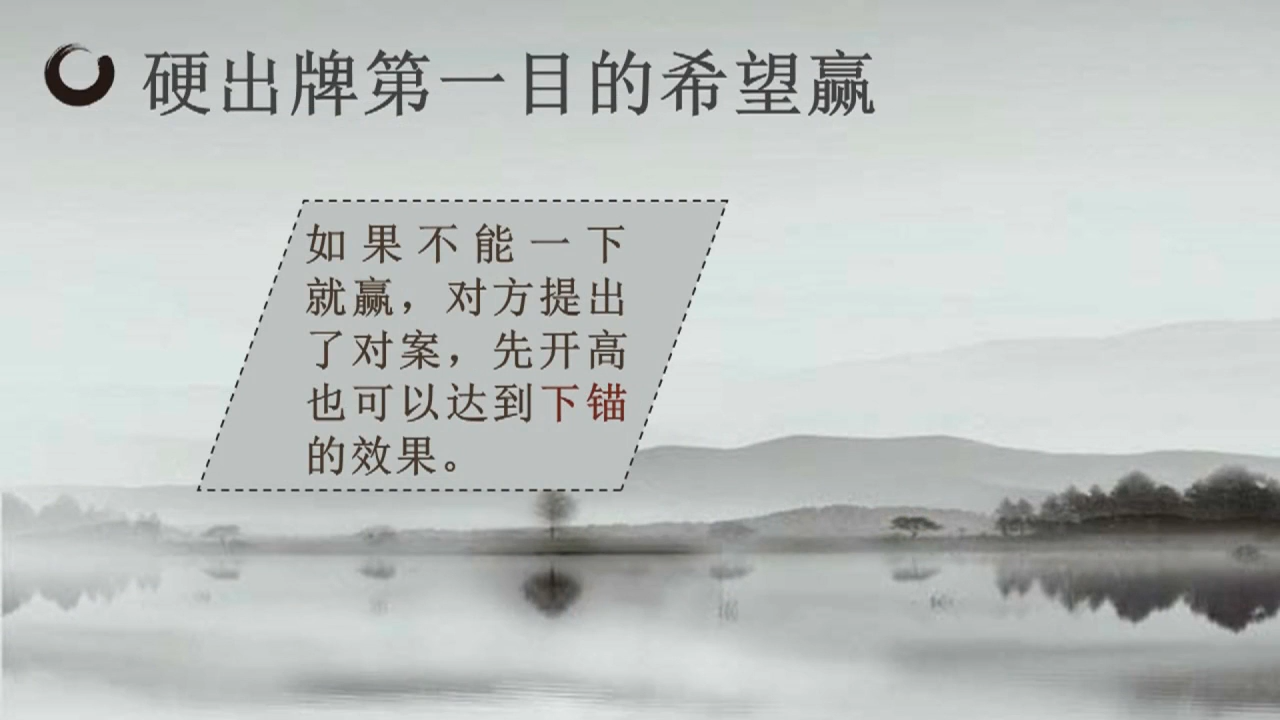 硬出牌第一目的希望赢
如果不能一下
就赢，对方提出
了对案，先开高
也可以达到下锚
的效果。